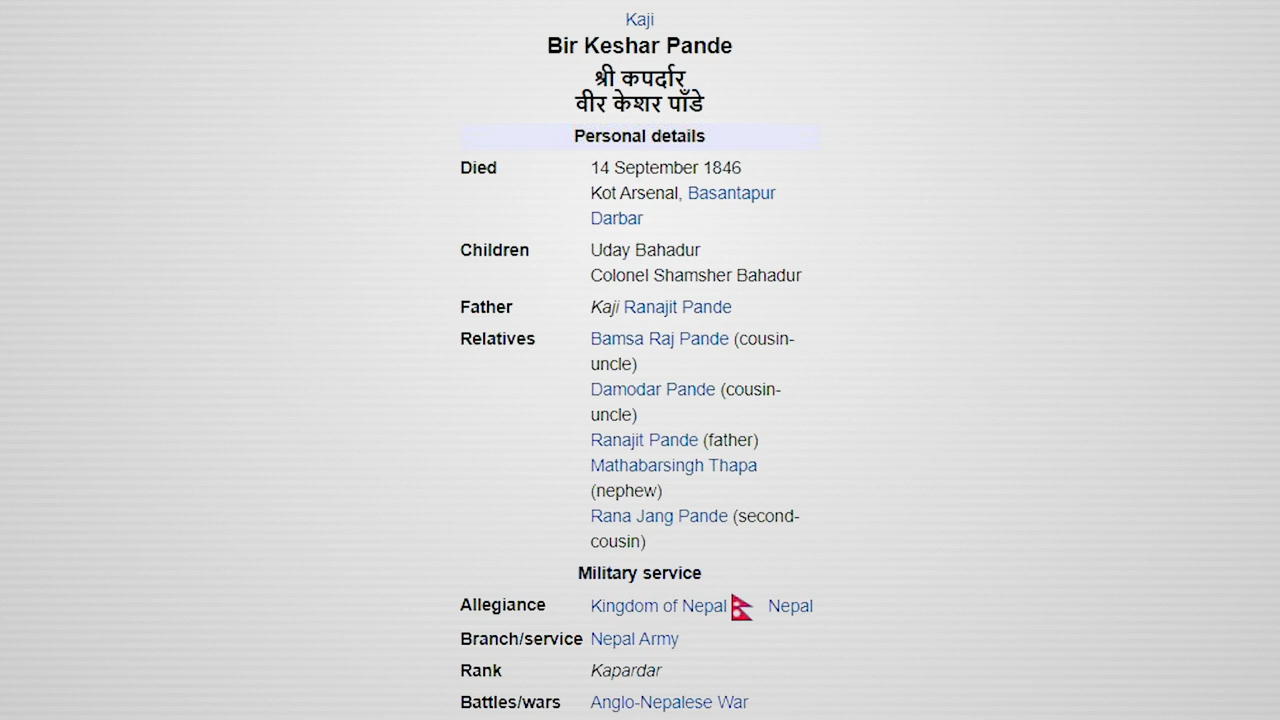 Kaji
Bir Keshar Pande
श्री कपर्दार
वीर केशर पाँडे
Personal details
Died 14 September 1846
Kot Arsenal, Basantapur
Darbar
Children Uday Bahadur
Colonel Shamsher Bahadur
Father Kaji Ranajit Pande
Relatives Bamsa Raj Pande (cousin-
uncle)
Damodar Pande (cousin-
uncle)
Ranajit Pande (father)
Mathabarsingh Thapa
(nephew)
Rana Jang Pande (second-
cousin)
Military service
Allegiance Kingdom of Nepal Nepal
Branch/service Nepal Army
Rank Kapardar
Battles/wars Anglo-Nepalese War